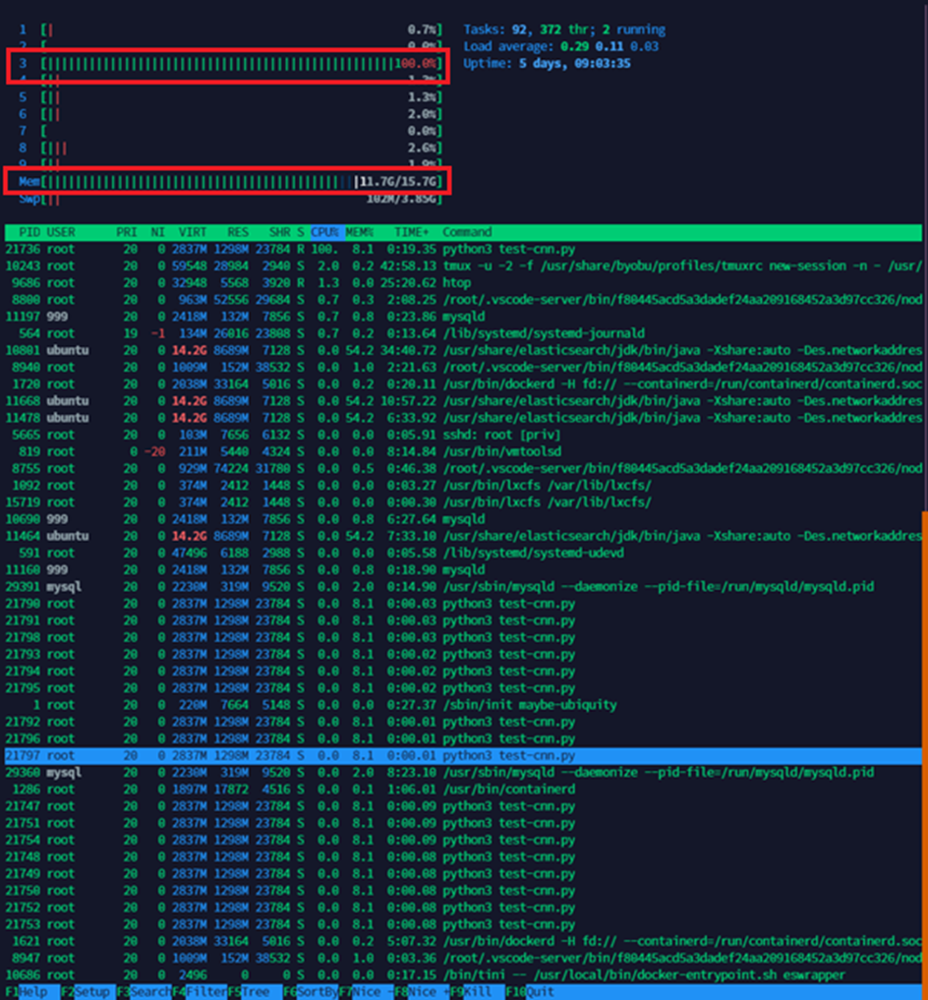 1 [| 0.7%] Tasks: 92, 372 thr; 2 running
2 [ 0.0%] Load average: 0.29 0.11 0.03
3 [||||||||||||||||||||||||||||||||||||||||||||||||||100.0%] Uptime: 5 days, 09:03:35
4 [|| 1.3%]
5 [|| 1.3%]
6 [|| 2.0%]
7 [ 0.0%]
8 [||| 2.6%]
9 [|| 1.9%]
Mem[||||||||||||||||||||||||||||||||||||||||||||11.7G/15.7G]
Swp[|| 102M/3.85G]
PID USER PRI NI VIRT RES SHR S CPU% MEM% TIME+ Command
21736 root 20 0 2837M 1298M 23784 R 100. 8.1 0:19.35 python3 test-cnn.py
10243 root 20 0 59548 28984 2940 S 2.0 0.2 42:58.13 tmux -u -2 -f /usr/share/byobu/profiles/tmuxrc new-session -n - /usr/
9686 root 20 0 32948 5568 3920 R 1.3 0.0 25:20.62 htop
8800 root 20 0 963M 52556 29684 S 0.7 0.3 2:08.25 /root/.vscode-server/bin/f80445acd5a3dadef24aa209168452a3d97cc326/nod
11197 999 20 0 2418M 132M 7856 S 0.7 0.8 0:23.86 mysqld
564 root 19 -1 134M 26016 23808 S 0.7 0.2 0:13.64 /lib/systemd/systemd-journald
10801 ubuntu 20 0 14.2G 8689M 7128 S 0.0 54.2 34:40.72 /usr/share/elasticsearch/jdk/bin/java -Xshare:auto -Des.networkaddres
8940 root 20 0 1009M 152M 38532 S 0.0 1.0 2:21.63 /root/.vscode-server/bin/f80445acd5a3dadef24aa209168452a3d97cc326/nod
1720 root 20 0 2038M 33164 5016 S 0.0 0.2 0:20.11 /usr/bin/dockerd -H fd:// --containerd=/run/containerd/containerd.soc
11668 ubuntu 20 0 14.2G 8689M 7128 S 0.0 54.2 10:57.22 /usr/share/elasticsearch/jdk/bin/java -Xshare:auto -Des.networkaddres
11478 ubuntu 20 0 14.2G 8689M 7128 S 0.0 54.2 6:33.92 /usr/share/elasticsearch/jdk/bin/java -Xshare:auto -Des.networkaddres
5665 root 20 0 103M 7656 6132 S 0.0 0.0 0:05.91 sshd: root [priv]
819 root 0 -20 211M 5440 4324 S 0.0 0.0 8:14.84 /usr/bin/vmtoolsd
8755 root 20 0 929M 74224 31780 S 0.0 0.5 0:46.38 /root/.vscode-server/bin/f80445acd5a3dadef24aa209168452a3d97cc326/nod
1092 root 20 0 374M 2412 1448 S 0.0 0.0 0:03.27 /usr/bin/lxcfs /var/lib/lxcfs/
15719 root 20 0 374M 2412 1448 S 0.0 0.0 0:00.30 /usr/bin/lxcfs /var/lib/lxcfs/
10690 999 20 0 2418M 132M 7856 S 0.0 0.8 6:27.64 mysqld
11464 ubuntu 20 0 14.2G 8689M 7128 S 0.0 54.2 7:33.10 /usr/share/elasticsearch/jdk/bin/java -Xshare:auto -Des.networkaddres
591 root 20 0 47496 6188 2988 S 0.0 0.0 0:05.58 /lib/systemd/systemd-udevd
11160 999 20 0 2418M 132M 7856 S 0.0 0.8 0:18.90 mysqld
29391 mysql 20 0 2230M 319M 9520 S 0.0 2.0 0:14.90 /usr/sbin/mysqld --daemonize --pid-file=/run/mysqld/mysqld.pid
21790 root 20 0 2837M 1298M 23784 S 0.0 8.1 0:00.03 python3 test-cnn.py
21791 root 20 0 2837M 1298M 23784 S 0.0 8.1 0:00.03 python3 test-cnn.py
21798 root 20 0 2837M 1298M 23784 S 0.0 8.1 0:00.03 python3 test-cnn.py
21793 root 20 0 2837M 1298M 23784 S 0.0 8.1 0:00.02 python3 test-cnn.py
21794 root 20 0 2837M 1298M 23784 S 0.0 8.1 0:00.02 python3 test-cnn.py
21795 root 20 0 2837M 1298M 23784 S 0.0 8.1 0:00.02 python3 test-cnn.py
1 root 20 0 220M 7664 5148 S 0.0 0.0 0:27.37 /sbin/init maybe-ubiquity
21792 root 20 0 2837M 1298M 23784 S 0.0 8.1 0:00.02 python3 test-cnn.py
21796 root 20 0 2837M 1298M 23784 S 0.0 8.1 0:00.02 python3 test-cnn.py
21797 root 20 0 2837M 1298M 23784 S 0.0 8.1 0:00.01 python3 test-cnn.py
29360 mysql 20 0 2230M 319M 9520 S 0.0 2.0 8:23.10 /usr/sbin/mysqld --daemonize --pid-file=/run/mysqld/mysqld.pid
1286 root 20 0 1897M 17872 4516 S 0.0 0.1 1:06.01 /usr/bin/containerd
21747 root 20 0 2837M 1298M 23784 S 0.0 8.1 0:00.09 python3 test-cnn.py
21751 root 20 0 2837M 1298M 23784 S 0.0 8.1 0:00.09 python3 test-cnn.py
21754 root 20 0 2837M 1298M 23784 S 0.0 8.1 0:00.09 python3 test-cnn.py
21748 root 20 0 2837M 1298M 23784 S 0.0 8.1 0:00.08 python3 test-cnn.py
21749 root 20 0 2837M 1298M 23784 S 0.0 8.1 0:00.08 python3 test-cnn.py
21750 root 20 0 2837M 1298M 23784 S 0.0 8.1 0:00.08 python3 test-cnn.py
21752 root 20 0 2837M 1298M 23784 S 0.0 8.1 0:00.08 python3 test-cnn.py
21753 root 20 0 2837M 1298M 23784 S 0.0 8.1 0:00.08 python3 test-cnn.py
1621 root 20 0 2038M 33164 5016 S 0.0 0.2 5:07.32 /usr/bin/dockerd -H fd:// --containerd=/run/containerd/containerd.soc
8947 root 20 0 1009M 152M 38532 S 0.0 1.0 0:03.36 /root/.vscode-server/bin/f80445acd5a3dadef24aa209168452a3d97cc326/nod
10686 root 20 0 2496 0 0 S 0.0 0.0 0:17.15 /bin/tini -- /usr/local/bin/docker-entrypoint.sh eswrapper
F1Help F2Setup F3SearchF4FilterF5Tree F6SortByF7Nice -F8Nice +F9Kill F10Quit